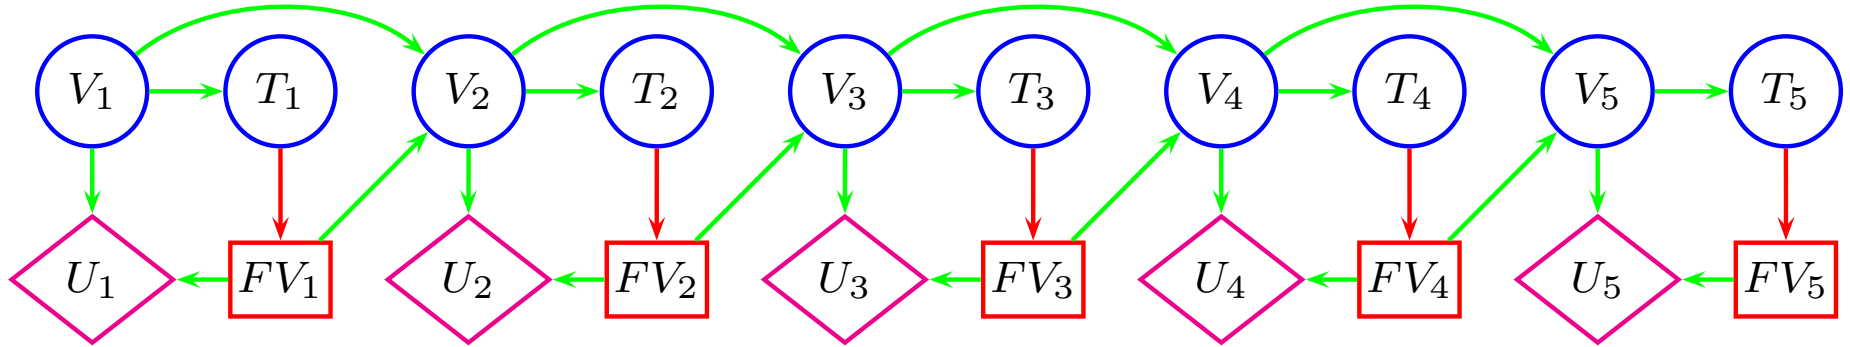 V1 T1 V2 T2 V3 T3 V4 T4 V5 T5
U1 FV1 U2 FV2 U3 FV3 U4 FV4 U5 FV5